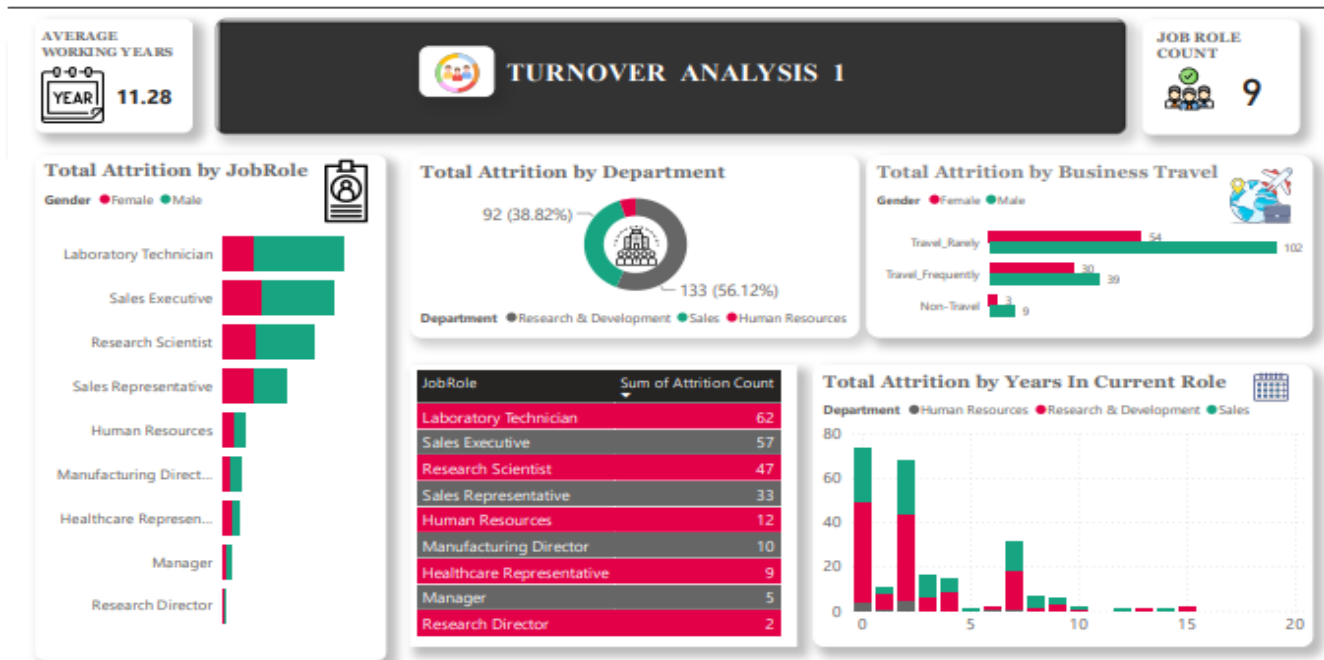 AVERAGE
WORKING YEARS
YEAR
11.28
TURNOVER ANALYSIS 1
JOB ROLE
COUNT
9
Total Attrition by JobRole
Gender Female Male
Laboratory Technician
Sales Executive
Research Scientist
Sales Representative
Human Resources
Manufacturing Direct...
Healthcare Represen...
Manager
Research Director
Total Attrition by Department
92 (38.82%)
133 (56.12%)
Department Research & Development Sales Human Resources
Total Attrition by Business Travel
Gender Female Male
Travel_Rarely 54
102
Travel_Frequently 30
39
Non-Travel 3
9
JobRole Sum of Attrition Count
Laboratory Technician 62
Sales Executive 57
Research Scientist 47
Sales Representative 33
Human Resources 12
Manufacturing Director 10
Healthcare Representative 9
Manager 5
Research Director 2
Total Attrition by Years In Current Role
Department Human Resources Research & Development Sales
80
60
40
20
0
0 5 10 15 20